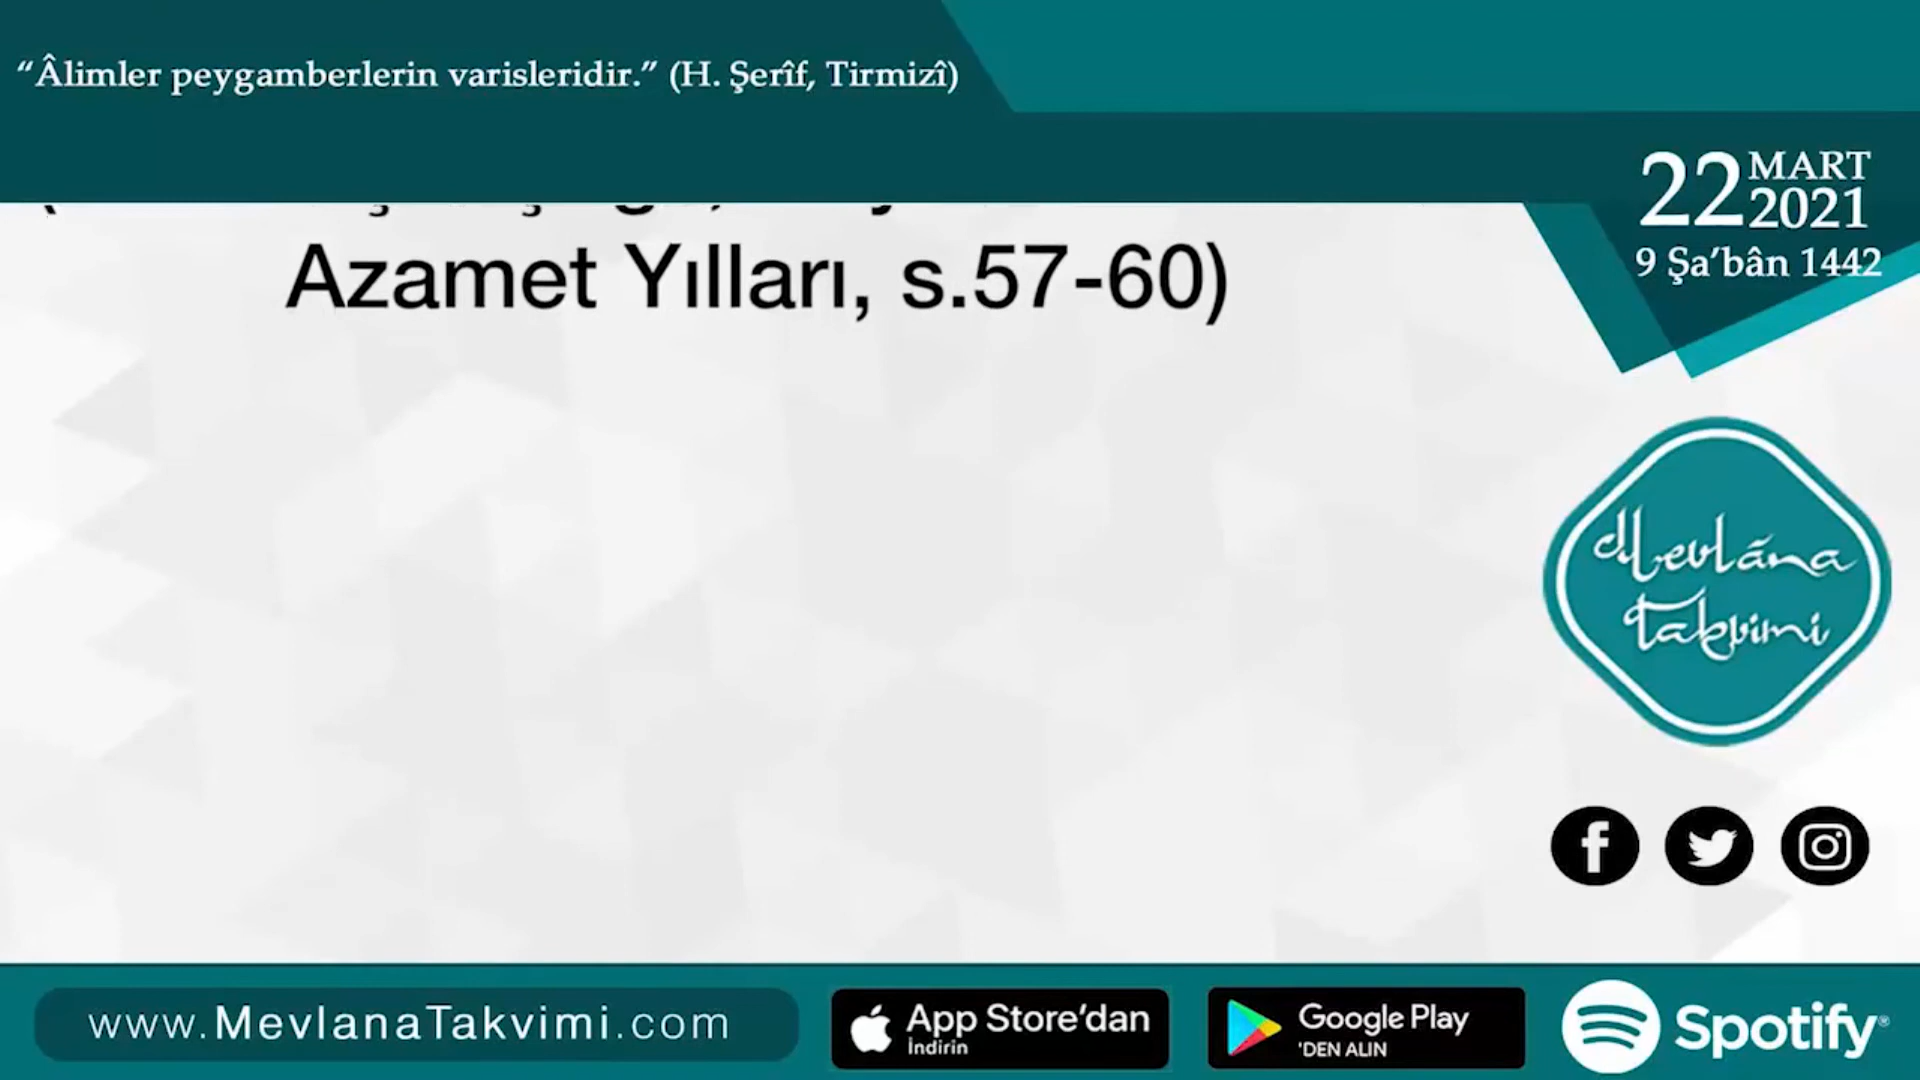 “Âlimler peygamberlerin varisleridir.” (H. Şerîf, Tirmizî)
22 MART 2021
9 Şa’bân 1442
Azamet Yılları, s.57-60)
Mevlâna
Takvimi
www.MevlanaTakvimi.com
App Store’dan
İndirin
Google Play
'DEN ALIN
Spotify®